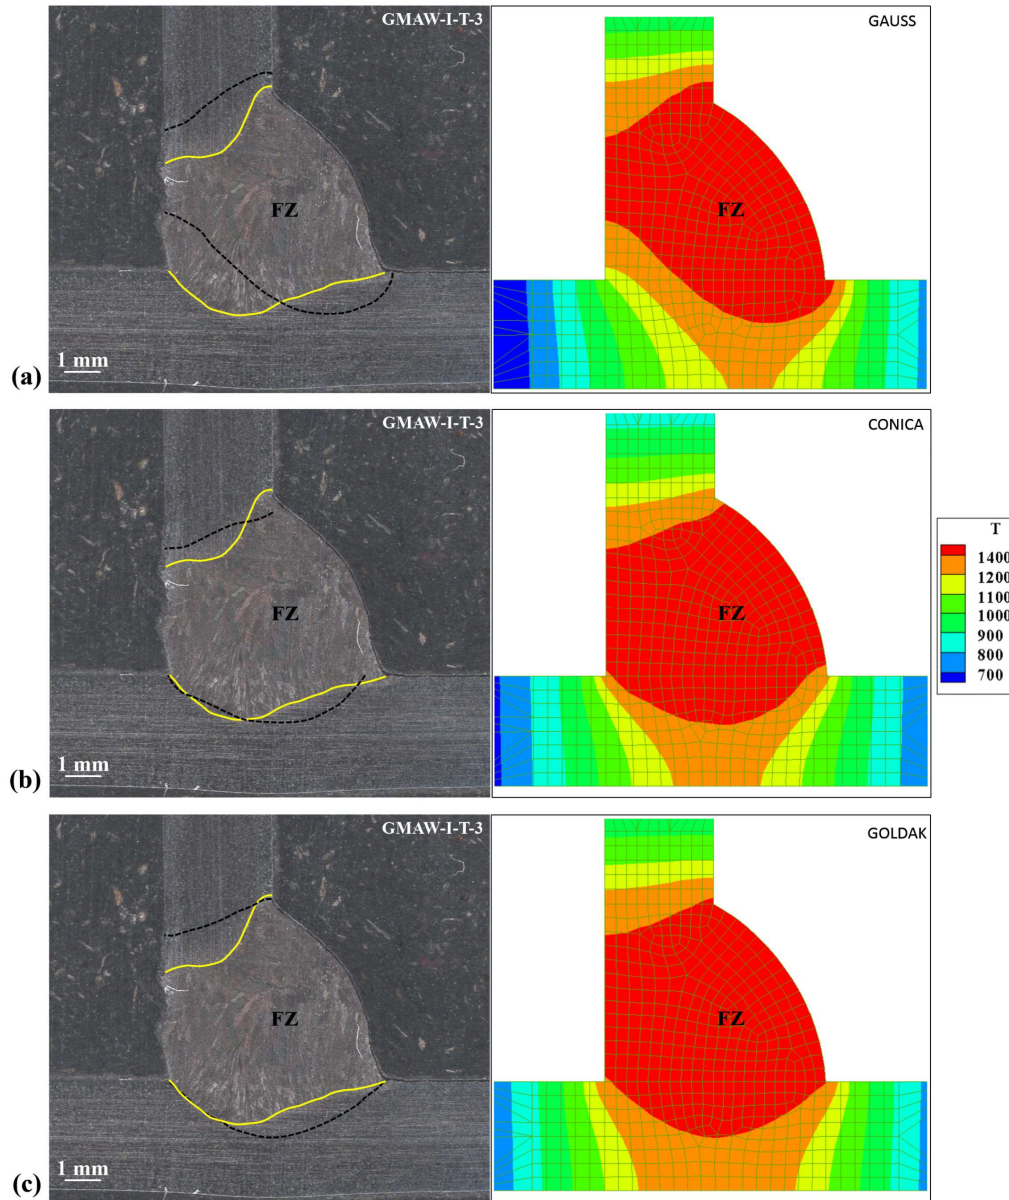 GMAW-I-T-3
GAUSS
FZ
FZ
1 mm
(a)
GMAW-I-T-3
CONICA
FZ
FZ
1 mm
(b)
T
1400
1200
1100
1000
900
800
700
GMAW-I-T-3
GOLDAK
FZ
FZ
1 mm
(c)